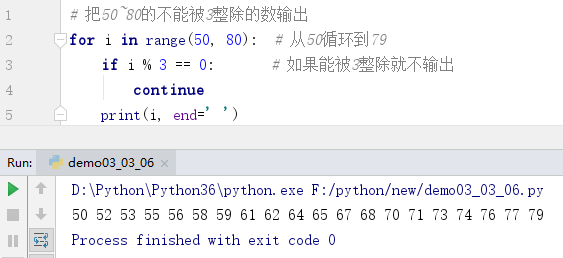 1 # 把50~80的不能被3整除的数输出
2 for i in range(50, 80): # 从50循环到79
3 if i % 3 == 0: # 如果能被3整除就不输出
4 continue
5 print(i, end=' ')
Run: demo03_03_06 ×
D:\Python\Python36\python.exe F:/python/new/demo03_03_06.py
50 52 53 55 56 58 59 61 62 64 65 67 68 70 71 73 74 76 77 79
Process finished with exit code 0